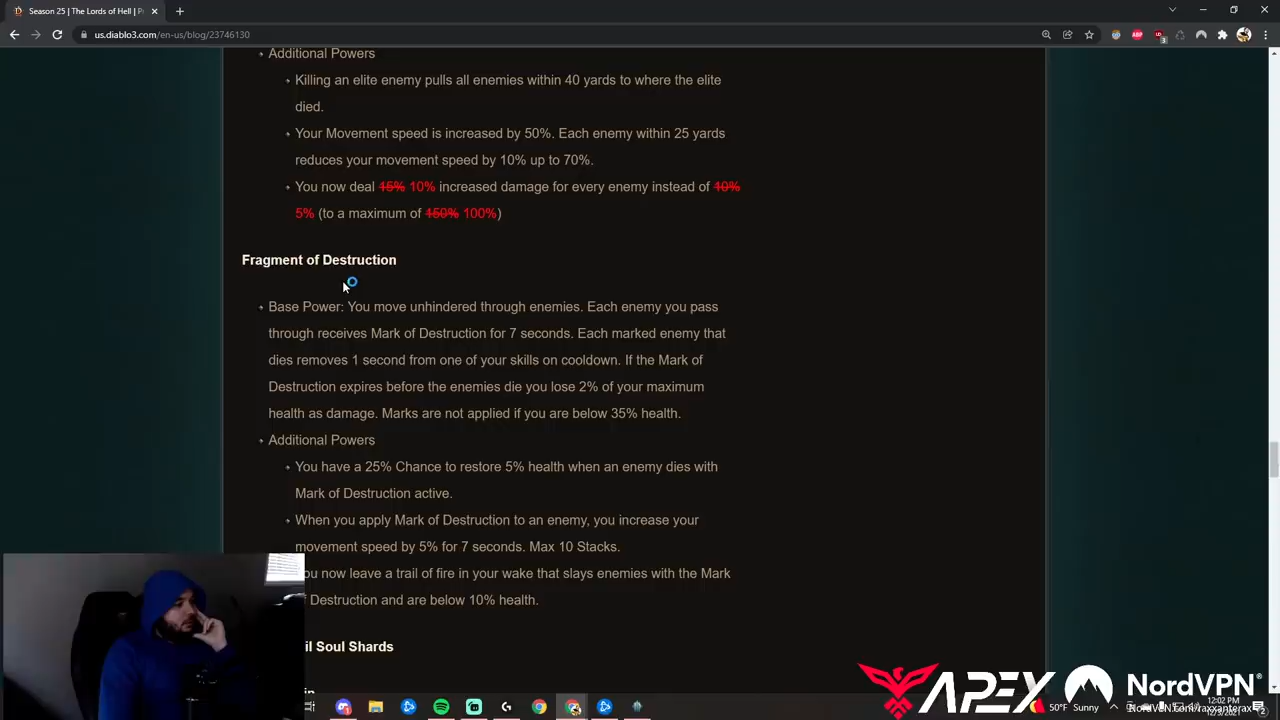 Season 25 | The Lords of Hell | P
us.diablo3.com/en-us/blog/23746130
Additional Powers
Killing an elite enemy pulls all enemies within 40 yards to where the elite
died.
Your Movement speed is increased by 50%. Each enemy within 25 yards
reduces your movement speed by 10% up to 70%.
You now deal 15% 10% increased damage for every enemy instead of 10%
5% (to a maximum of 150% 100%)
Fragment of Destruction
Base Power: You move unhindered through enemies. Each enemy you pass
through receives Mark of Destruction for 7 seconds. Each marked enemy that
dies removes 1 second from one of your skills on cooldown. If the Mark of
Destruction expires before the enemies die you lose 2% of your maximum
health as damage. Marks are not applied if you are below 35% health.
Additional Powers
You have a 25% Chance to restore 5% health when an enemy dies with
Mark of Destruction active.
When you apply Mark of Destruction to an enemy, you increase your
movement speed by 5% for 7 seconds. Max 10 Stacks.
ou now leave a trail of fire in your wake that slays enemies with the Mark
f Destruction and are below 10% health.
il Soul Shards
APEX
NordVPN
50°F Sunny
12:02 PM